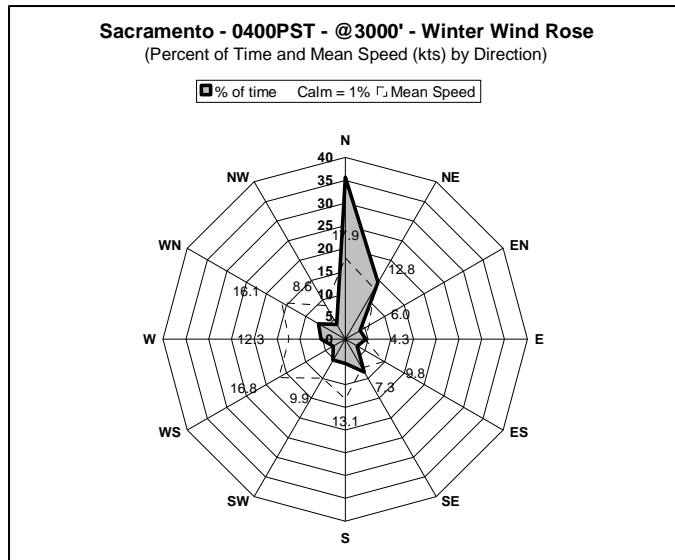 Sacramento - 0400PST - @3000' - Winter Wind Rose
(Percent of Time and Mean Speed (kts) by Direction)
% of time Calm = 1% Mean Speed
N
NE
EN
E
ES
SE
S
SW
WS
W
WN
NW
40
35
30
25
20
15
10
5
0
17.9
12.8
6.0
4.3
9.8
7.3
13.1
9.9
16.8
12.3
16.1
8.6